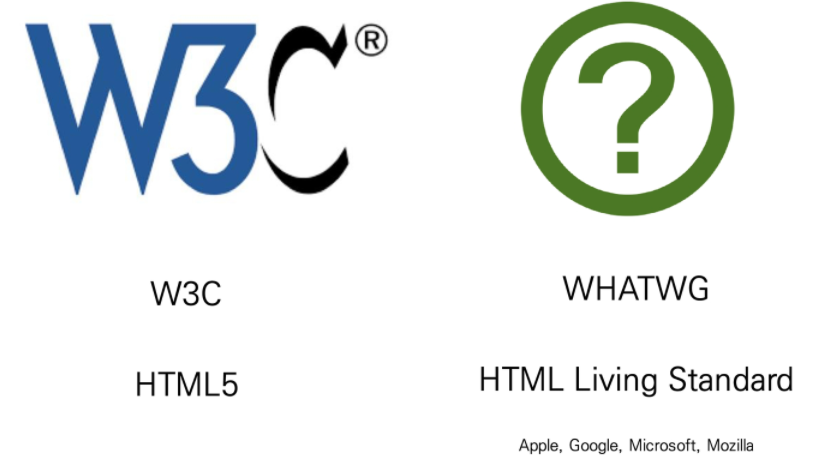 W3C®
?
W3C
WHATWG
HTML5
HTML Living Standard
Apple, Google, Microsoft, Mozilla